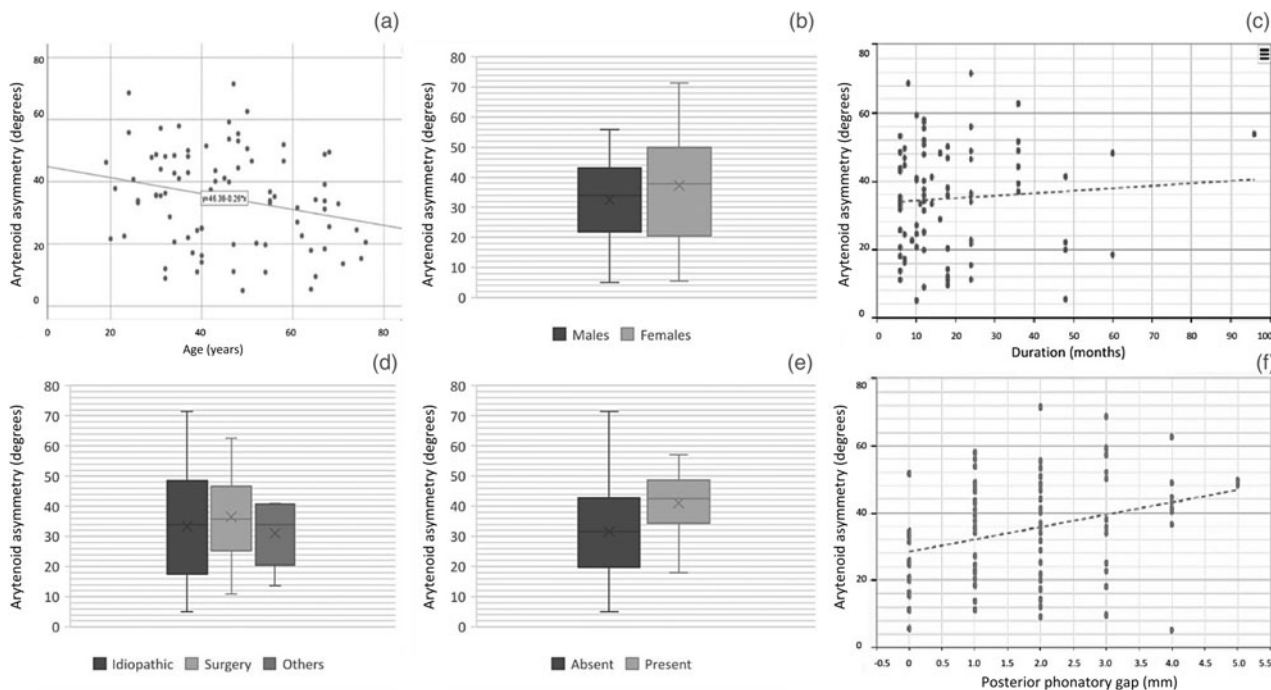 (a)
Arytenoid asymmetry (degrees)
80
60
40
20
0
y=46.36-0.26*x
0 20 40 60 80
Age (years)
(b)
Arytenoid asymmetry (degrees)
80
70
60
50
40
30
20
10
0
Males Females
(c)
Arytenoid asymmetry (degrees)
80
60
40
20
0
0 10 20 30 40 50 60 70 80 90 100
Duration (months)
(d)
Arytenoid asymmetry (degrees)
80
70
60
50
40
30
20
10
0
Idiopathic Surgery Others
(e)
Arytenoid asymmetry (degrees)
80
70
60
50
40
30
20
10
0
Absent Present
(f)
Arytenoid asymmetry (degrees)
80
60
40
20
0
-0.5 0 0.5 1.0 1.5 2.0 2.5 3.0 3.5 4.0 4.5 5.0 5.5
Posterior phonatory gap (mm)